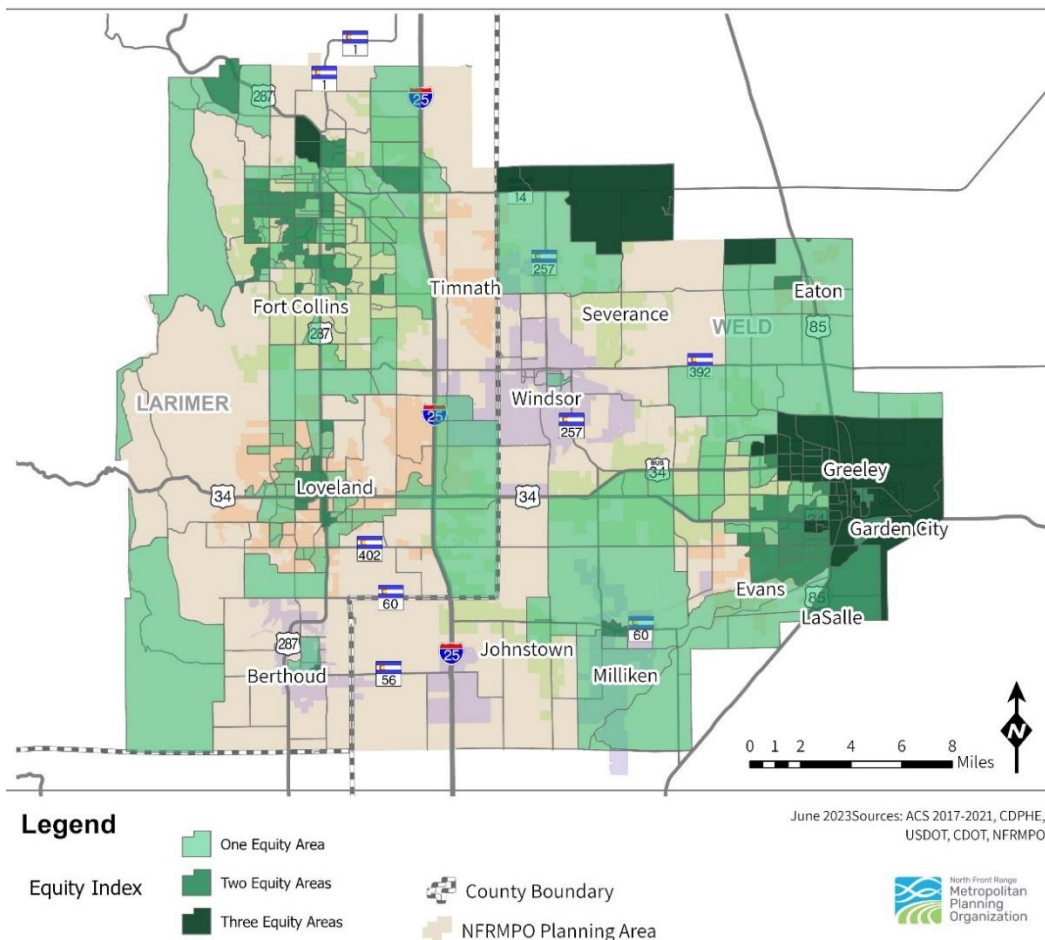 1
1
287
25
14
257
Timnath
Fort Collins
Severance
Eaton
WELD
287
85
392
LARIMER
25
Windsor
257
BUS
34
Greeley
34
Loveland
34
34
Garden City
402
Evans
60
85
LaSalle
287
60
25
Johnstown
Berthoud
56
Milliken
N
0 1 2 4 6 8
Miles
Legend
June 2023Sources: ACS 2017-2021, CDPHE,
USDOT, CDOT, NFRMPO
Equity Index
One Equity Area
Two Equity Areas
Three Equity Areas
County Boundary
NFRMPO Planning Area
North Front Range
Metropolitan
Planning
Organization